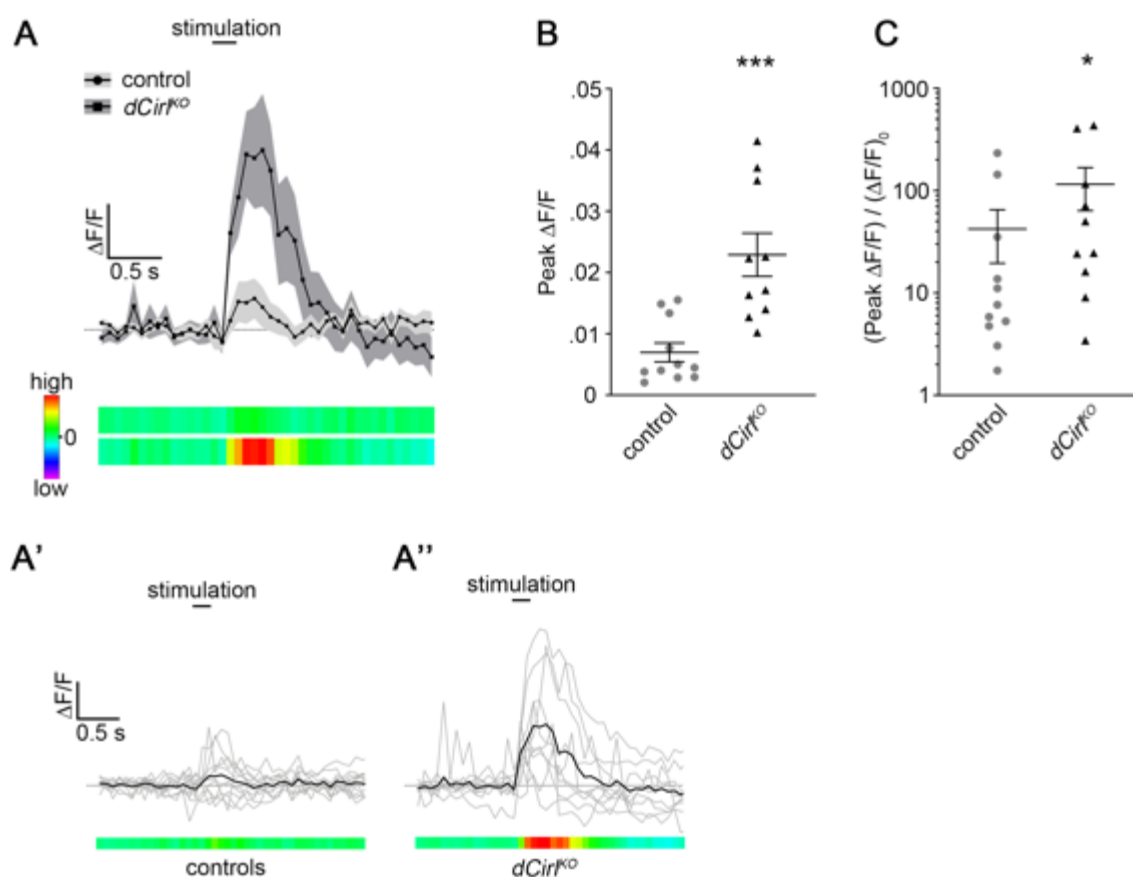 A
stimulation
control
dCirlᴷᴼ
ΔF/F
0.5 s
high
0
low
B
***
Peak ΔF/F
.05
.04
.03
.02
.01
0
control
dCirlᴷᴼ
C
*
(Peak ΔF/F) / (ΔF/F)₀
1000
100
10
1
control
dCirlᴷᴼ
A'
stimulation
ΔF/F
0.5 s
controls
A''
stimulation
dCirlᴷᴼ